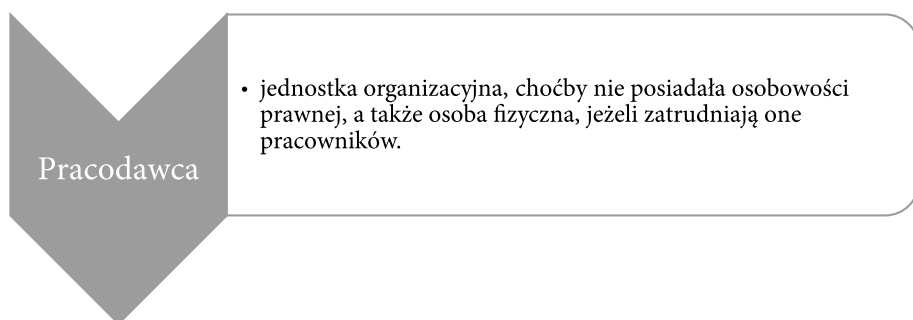 Pracodawca
• jednostka organizacyjna, choćby nie posiadała osobowości
prawnej, a także osoba fizyczna, jeżeli zatrudniają one
pracowników.